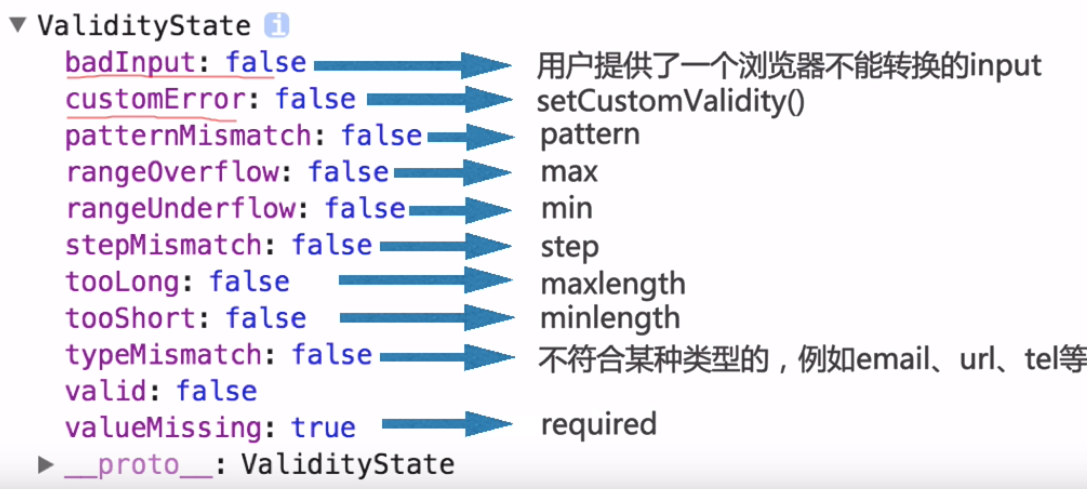 ▼ ValidityState i
badInput: false 用户提供了一个浏览器不能转换的input
customError: false setCustomValidity()
patternMismatch: false pattern
rangeOverflow: false max
rangeUnderflow: false min
stepMismatch: false step
tooLong: false maxlength
tooShort: false minlength
typeMismatch: false 不符合某种类型的，例如email、url、tel等
valid: false
valueMissing: true required
▶ __proto__: ValidityState